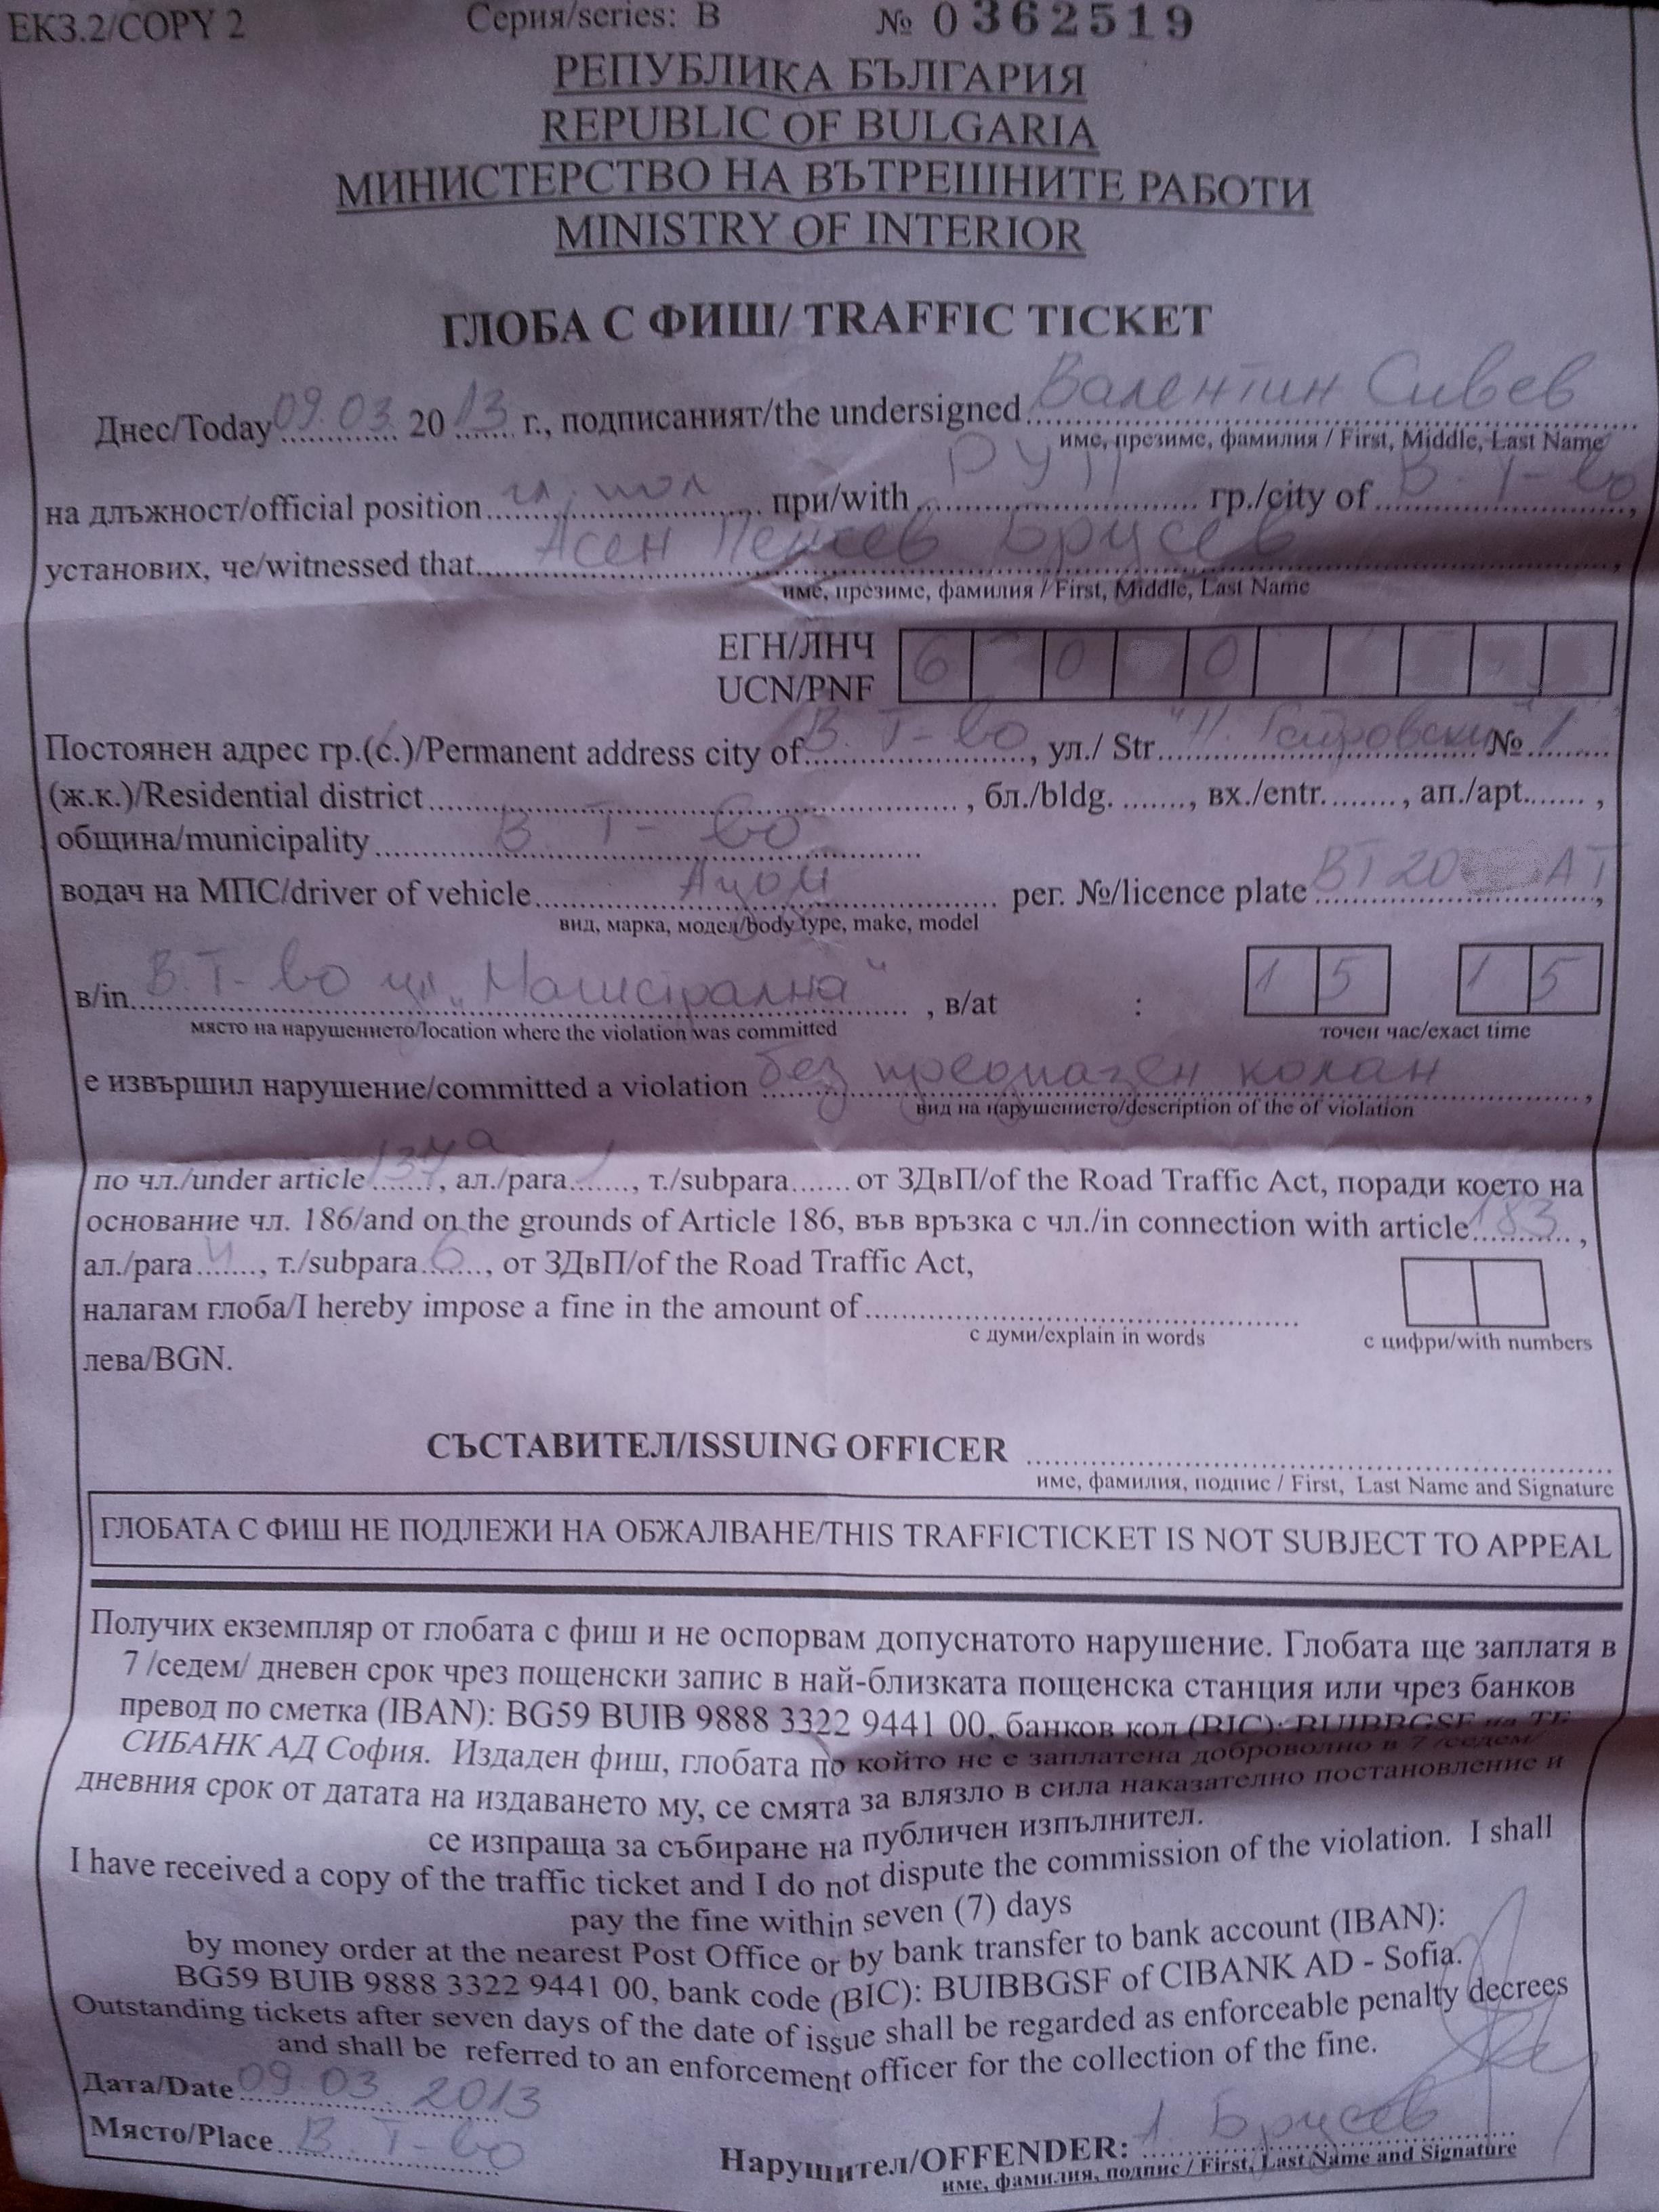 ЕКЗ.2/COPY 2 Серия/series: В № 0362519
РЕПУБЛИКА БЪЛГАРИЯ
REPUBLIC OF BULGARIA
МИНИСТЕРСТВО НА ВЪТРЕШНИТЕ РАБОТИ
MINISTRY OF INTERIOR
ГЛОБА С ФИШ/ TRAFFIC TICKET
Днес/Today 09.03 20 13 г., подписаният/the undersigned Валентин Сивев
име, презиме, фамилия / First, Middle, Last Name
на длъжност/official position при/with РУП гр./city of В. Т-во,
установих, че/witnessed that Асен Пенчев Брусев,
име, презиме, фамилия / First, Middle, Last Name
ЕГН/ЛНЧ 6 0 0
UCN/PNF
Постоянен адрес гр.(с.)/Permanent address city of В. Т-во, ул./ Str № 1
(ж.к.)/Residential district, бл./bldg. , вх./entr. , ап./apt. ,
община/municipality В Т-во
водач на МПС/driver of vehicle рег. №/licence plate ВТ 20 АТ,
вид, марка, модел/body type, make, model
в/in В.Т-во ул. „Магистрална“, в/at : 15 15
място на нарушението/location where the violation was committed точен час/exact time
е извършил нарушение/committed a violation без предпазен колан,
вид на нарушението/description of the of violation
по чл./under article 137а, ал./para 1, т./subpara от ЗДвП/of the Road Traffic Act, поради което на
основание чл. 186/and on the grounds of Article 186, във връзка с чл./in connection with article 183,
ал./para 4, т./subpara 6, от ЗДвП/of the Road Traffic Act,
налагам глоба/I hereby impose a fine in the amount of
с думи/explain in words с цифри/with numbers
лева/BGN.
СЪСТАВИТЕЛ/ISSUING OFFICER
име, фамилия, подпис / First, Last Name and Signature
ГЛОБАТА С ФИШ НЕ ПОДЛЕЖИ НА ОБЖАЛВАНЕ/THIS TRAFFICTICKET IS NOT SUBJECT TO APPEAL
Получих екземпляр от глобата с фиш и не оспорвам допуснатото нарушение. Глобата ще заплатя в
7 /седем/ дневен срок чрез пощенски запис в най-близката пощенска станция или чрез банков
превод по сметка (IBAN): BG59 BUIB 9888 3322 9441 00, банков код (BIC): BUIBBGSF на ТБ
СИБАНК АД София. Издаден фиш, глобата по който не е заплатена доброволно в 7 /седем/
дневния срок от датата на издаването му, се смята за влязло в сила наказателно постановление и
се изпраща за събиране на публичен изпълнител.
I have received a copy of the traffic ticket and I do not dispute the commission of the violation. I shall
pay the fine within seven (7) days
by money order at the nearest Post Office or by bank transfer to bank account (IBAN):
BG59 BUIB 9888 3322 9441 00, bank code (BIC): BUIBBGSF of CIBANK AD - Sofia.
Outstanding tickets after seven days of the date of issue shall be regarded as enforceable penalty decrees
and shall be referred to an enforcement officer for the collection of the fine.
Дата/Date 09.03.2013
Място/Place В. Т-во
Нарушител/OFFENDER: 1. Брусев
име, фамилия, подпис / First, Last Name and Signature